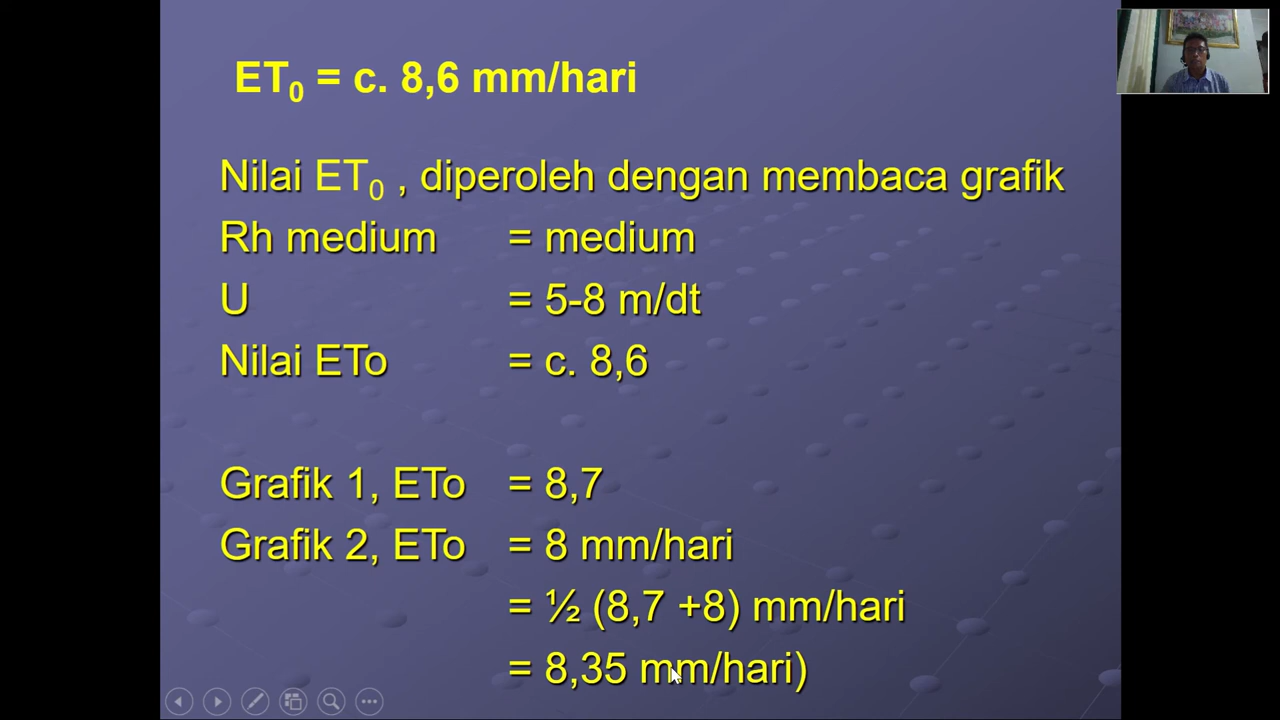 ET₀ = c. 8,6 mm/hari
Nilai ET₀ , diperoleh dengan membaca grafik
Rh medium = medium
U = 5-8 m/dt
Nilai ETo = c. 8,6
Grafik 1, ETo = 8,7
Grafik 2, ETo = 8 mm/hari
= ½ (8,7 +8) mm/hari
= 8,35 mm/hari)